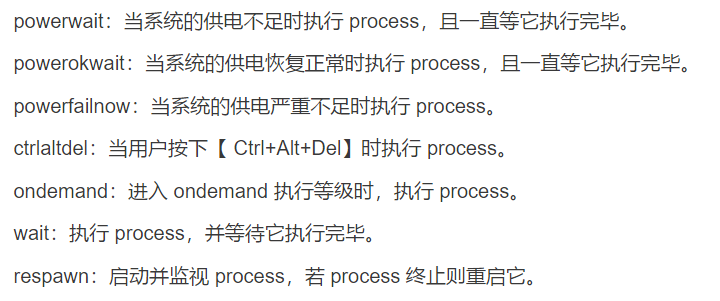 powerwait：当系统的供电不足时执行 process，且一直等它执行完毕。
powerokwait：当系统的供电恢复正常时执行 process，且一直等它执行完毕。
powerfailnow：当系统的供电严重不足时执行 process。
ctrlaltdel：当用户按下【 Ctrl+Alt+Del】时执行 process。
ondemand：进入 ondemand 执行等级时，执行 process。
wait：执行 process，并等待它执行完毕。
respawn：启动并监视 process，若 process 终止则重启它。